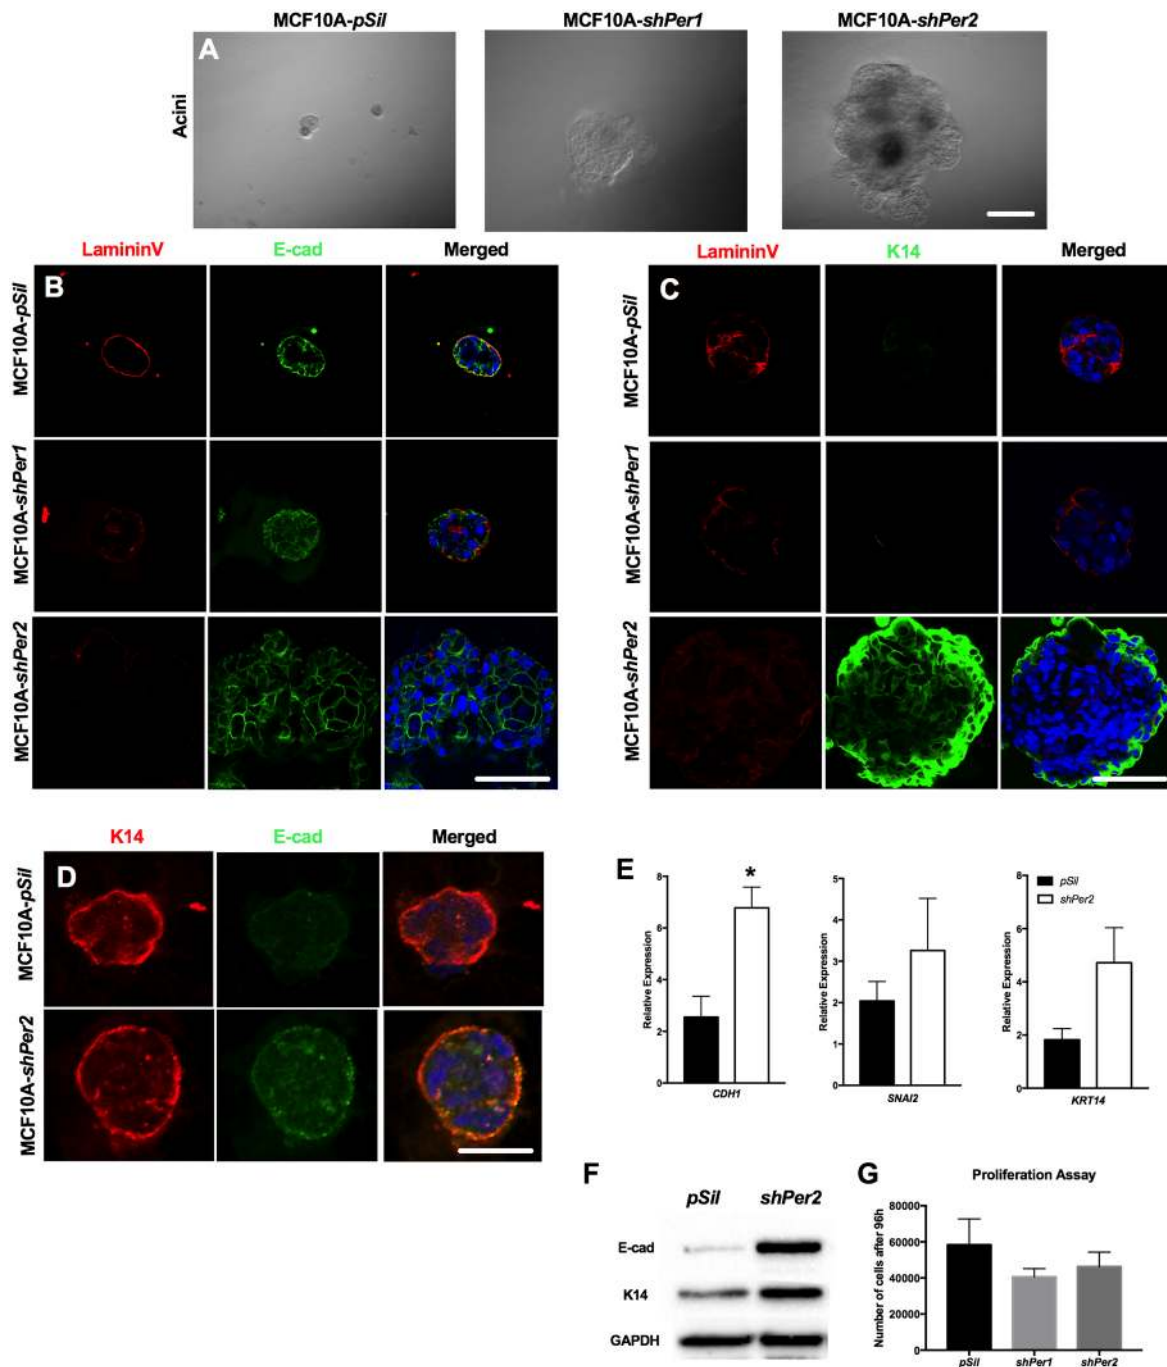 MCF10A-pSil MCF10A-shPer1 MCF10A-shPer2
A
Acini
LamininV E-cad Merged
B
MCF10A-pSil
MCF10A-shPer1
MCF10A-shPer2
LamininV K14 Merged
C
MCF10A-pSil
MCF10A-shPer1
MCF10A-shPer2
K14 E-cad Merged
D
MCF10A-pSil
MCF10A-shPer2
E
Relative Expression
8
6
4
2
0
*
CDH1
Relative Expression
5
4
3
2
1
0
SNAI2
Relative Expression
8
6
4
2
0
pSil
shPer2
KRT14
F
pSil shPer2
E-cad
K14
GAPDH
G
Proliferation Assay
Number of cells after 96h
80000
60000
40000
20000
0
pSil shPer1 shPer2